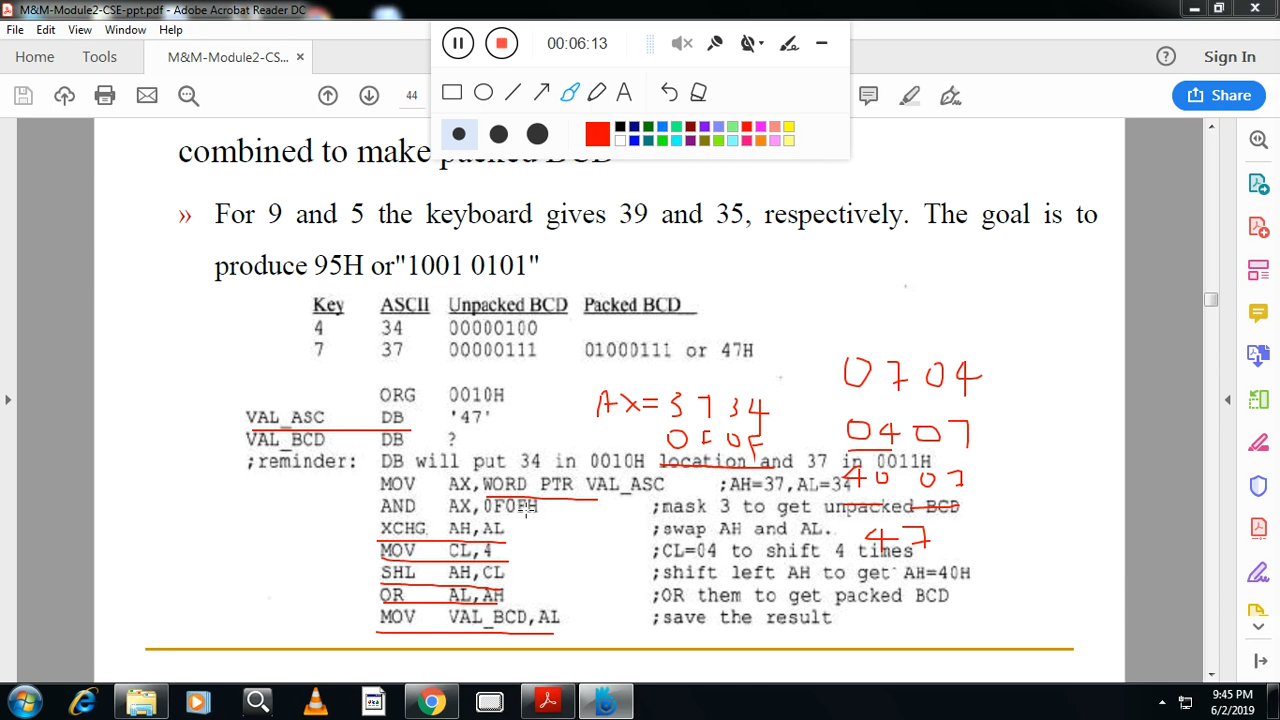 M&M-Module2-CSE-ppt.pdf - Adobe Acrobat Reader DC
File Edit View Window Help
00:06:13
Home Tools M&M-Module2-CS... × Sign In
A
44
Share
combined to make packed BCD
» For 9 and 5 the keyboard gives 39 and 35, respectively. The goal is to
produce 95H or"1001 0101"
Key ASCII Unpacked BCD Packed BCD
4 34 00000100
7 37 00000111 01000111 or 47H
0704
ORG 0010H
AX=3734
VAL_ASC DB '47'
0F0F
0407
VAL_BCD DB ?
;reminder: DB will put 34 in 0010H location and 37 in 0011H
40 07
MOV AX,WORD PTR VAL_ASC ;AH=37,AL=34
AND AX,0F0FH ;mask 3 to get unpacked BCD
XCHG AH,AL ;swap AH and AL.
47
MOV CL,4 ;CL=04 to shift 4 times
SHL AH,CL ;shift left AH to get AH=40H
OR AL,AH ;OR them to get packed BCD
MOV VAL_BCD,AL ;save the result
9:45 PM
6/2/2019